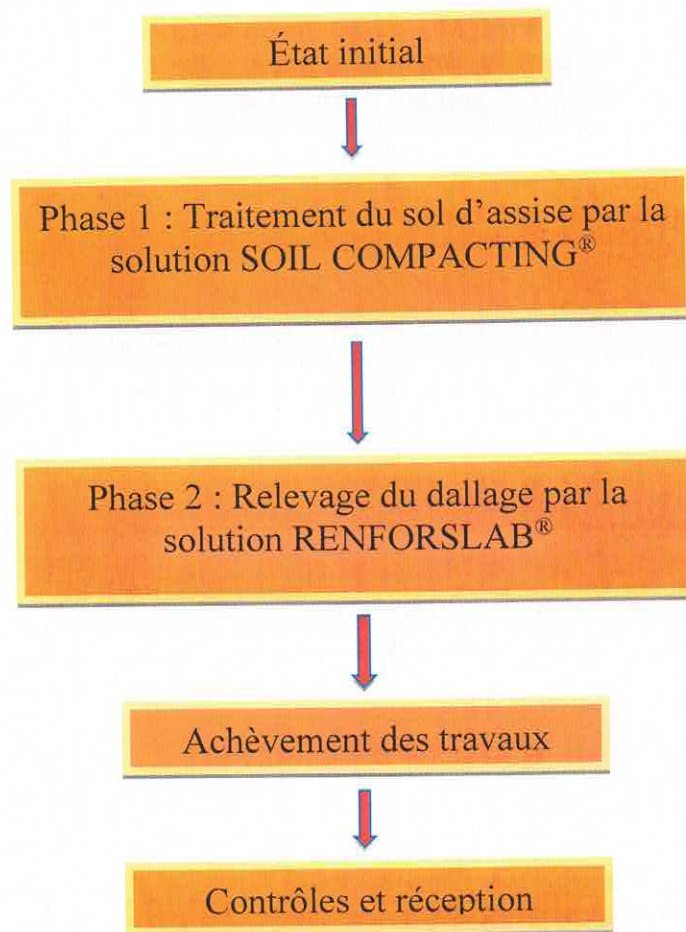 État initial
Phase 1 : Traitement du sol d’assise par la
solution SOIL COMPACTING®
Phase 2 : Relevage du dallage par la
solution RENFORSLAB®
Achèvement des travaux
Contrôles et réception